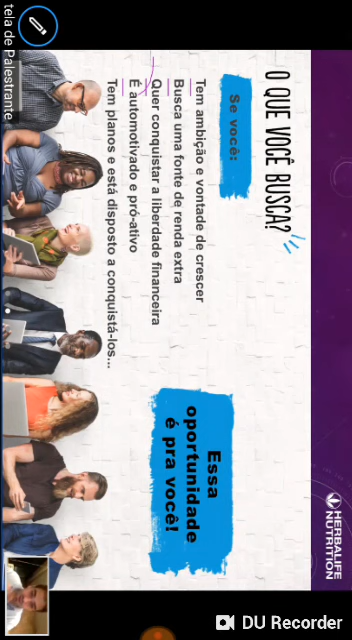 tela de Palestrante
HERBALIFE
NUTRITION
O QUE VOCÊ BUSCA?
Se você:
Tem ambição e vontade de crescer
Busca uma fonte de renda extra
Quer conquistar a liberdade financeira
É automotivado e pró-ativo
Tem planos e está disposto a conquistá-los...
Essa
oportunidade
é pra você!
DU Recorder